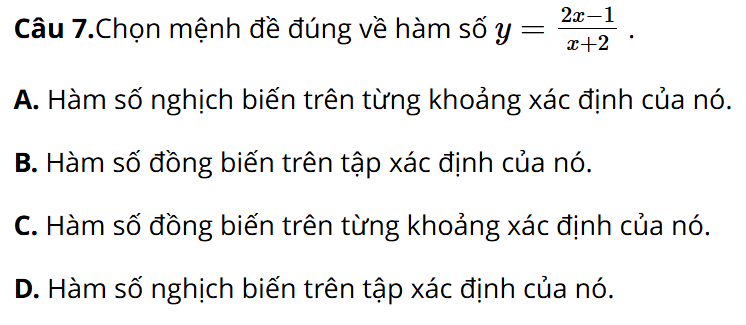 Câu 7.Chọn mệnh đề đúng về hàm số $y = \frac{2x-1}{x+2}$ .
A. Hàm số nghịch biến trên từng khoảng xác định của nó.
B. Hàm số đồng biến trên tập xác định của nó.
C. Hàm số đồng biến trên từng khoảng xác định của nó.
D. Hàm số nghịch biến trên tập xác định của nó.